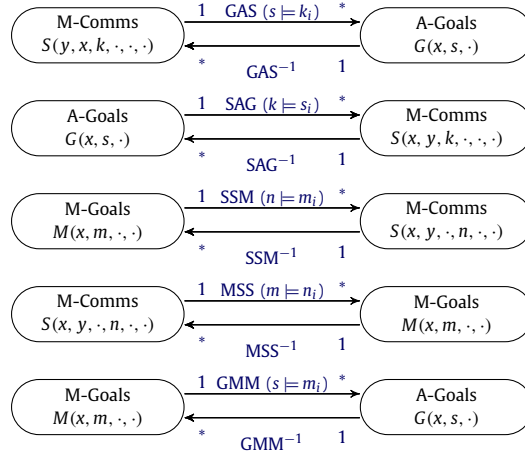 M-Comms 1 GAS (s ⊨ k_i) * A-Goals
S(y, x, k, ·, ·, ·) G(x, s, ·)
* GAS⁻¹ 1
A-Goals 1 SAG (k ⊨ s_i) * M-Comms
G(x, s, ·) S(x, y, k, ·, ·, ·)
* SAG⁻¹ 1
M-Goals 1 SSM (n ⊨ m_i) * M-Comms
M(x, m, ·, ·) S(x, y, ·, n, ·, ·)
* SSM⁻¹ 1
M-Comms 1 MSS (m ⊨ n_i) * M-Goals
S(x, y, ·, n, ·, ·) M(x, m, ·, ·)
* MSS⁻¹ 1
M-Goals 1 GMM (s ⊨ m_i) * A-Goals
M(x, m, ·, ·) G(x, s, ·)
* GMM⁻¹ 1